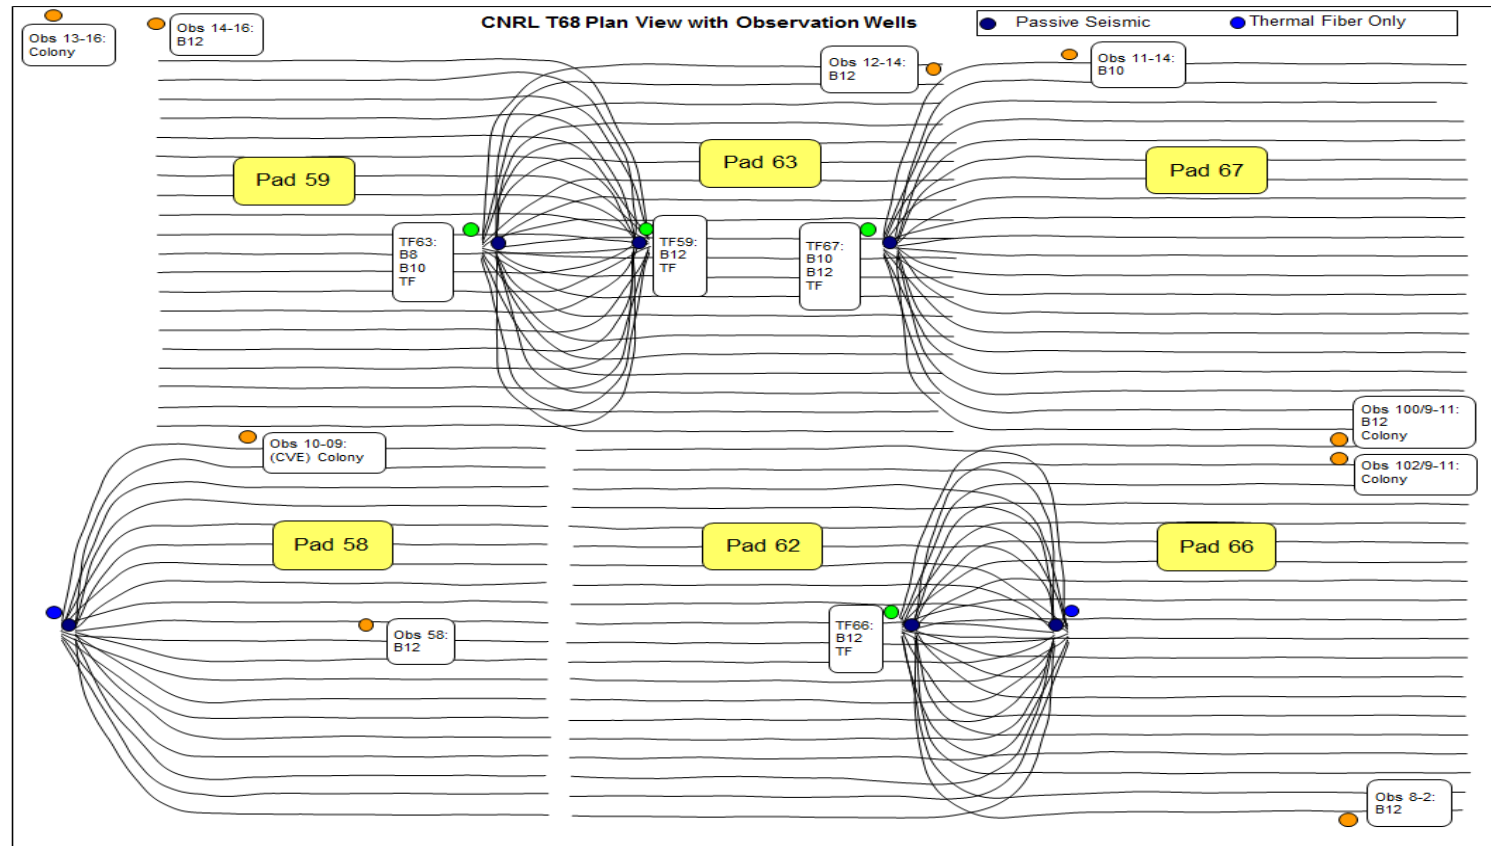 CNRL T68 Plan View with Observation Wells
Passive Seismic
Thermal Fiber Only
Obs 13-16:
Colony
Obs 14-16:
B12
Obs 12-14:
B12
Obs 11-14:
B10
Pad 59
Pad 63
Pad 67
TF63:
B8
B10
TF
TF59:
B12
TF
TF67:
B10
B12
TF
Obs 100/9-11:
B12
Colony
Obs 10-09:
(CVE) Colony
Obs 102/9-11:
Colony
Pad 58
Pad 62
Pad 66
Obs 58:
B12
TF66:
B12
TF
Obs 8-2:
B12